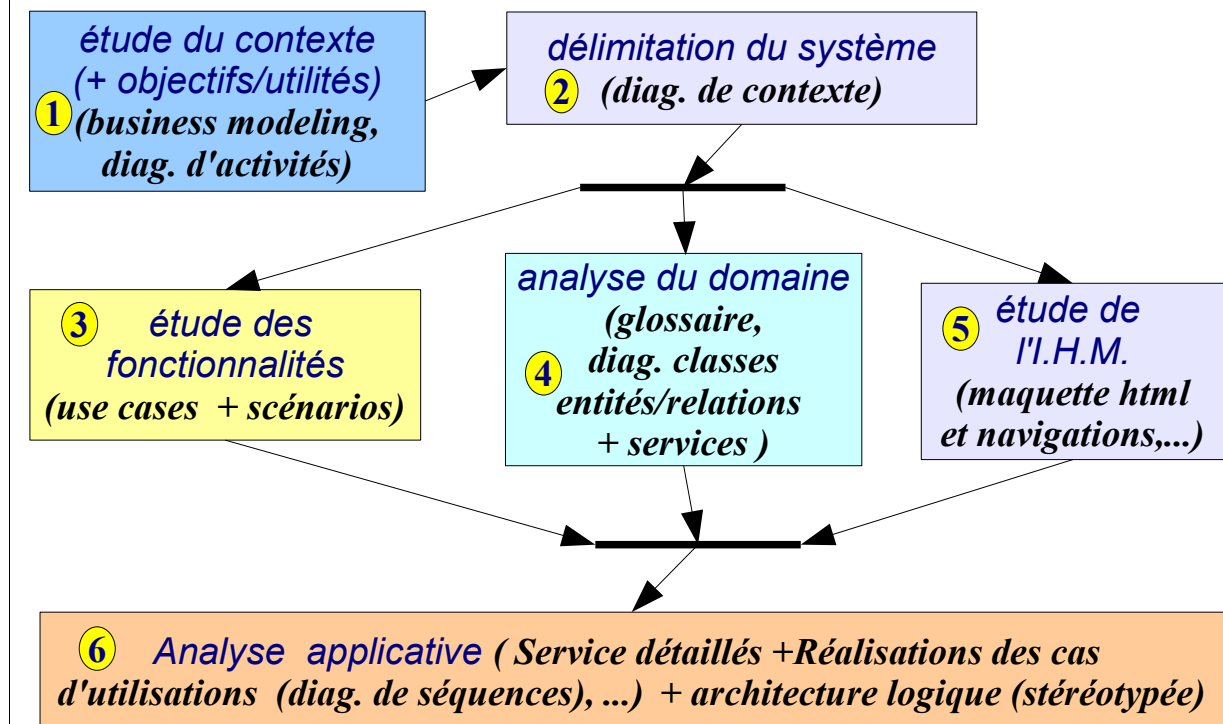 étude du contexte
(+ objectifs/utilités)
1 (business modeling,
diag. d'activités)
délimitation du système
2 (diag. de contexte)
3 étude des
fonctionnalités
(use cases + scénarios)
analyse du domaine
(glossaire,
diag. classes
4 entités/relations
+ services )
5 étude de
l'I.H.M.
(maquette html
et navigations,...)
6 Analyse applicative ( Service détaillés +Réalisations des cas
d'utilisations (diag. de séquences), ...) + architecture logique (stéréotypée)